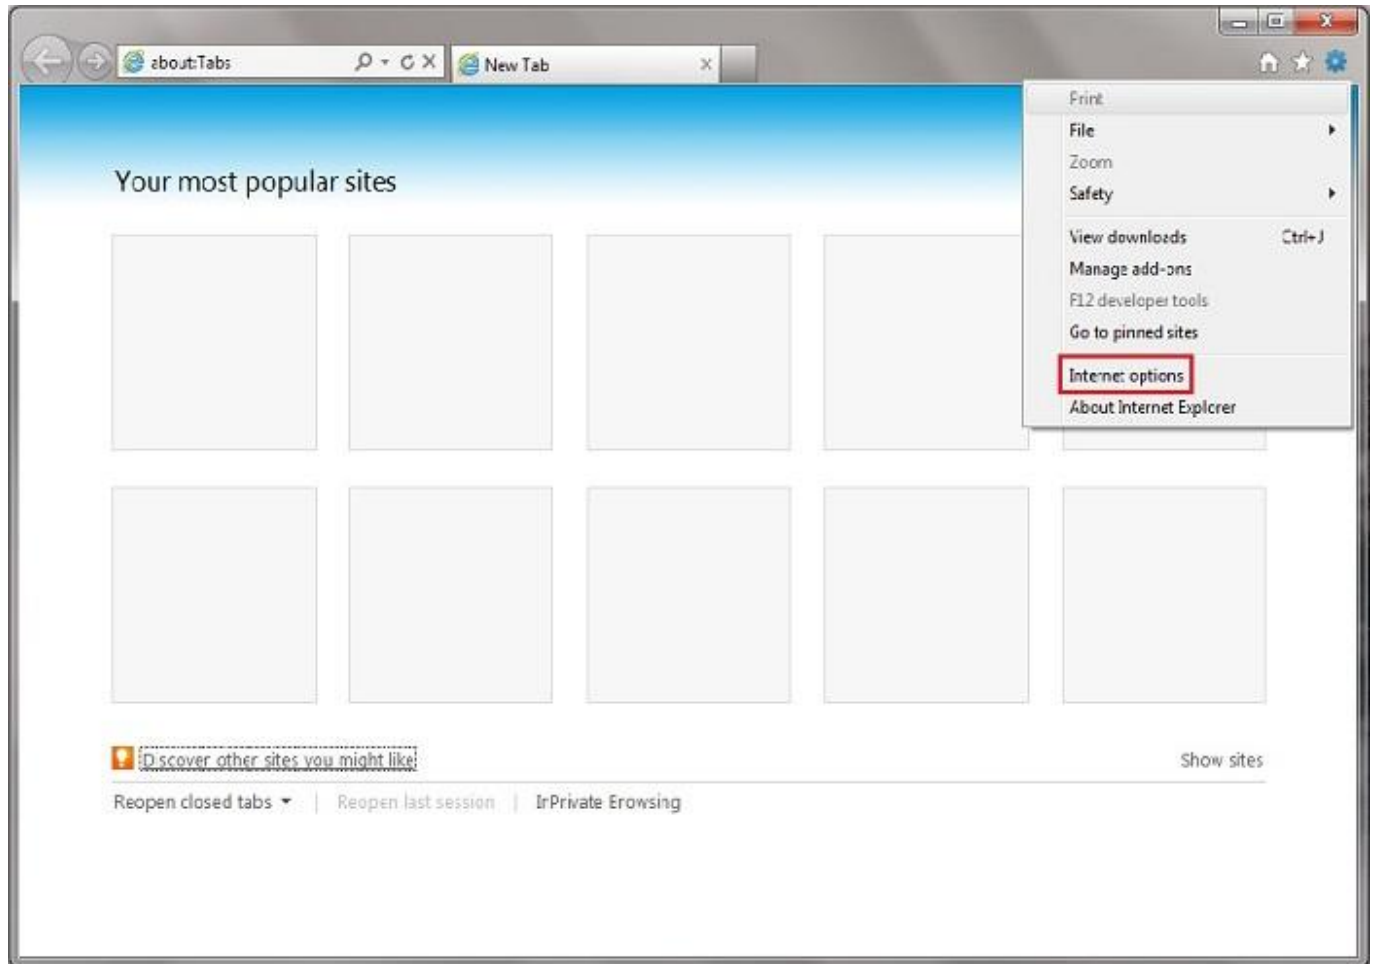 about:Tabs
New Tab
Print
File
Zoom
Safety
View downloads Ctrl+J
Manage add-ons
F12 developer tools
Go to pinned sites
Internet options
About Internet Explorer
Your most popular sites
Discover other sites you might like
Show sites
Reopen closed tabs | Reopen last session | InPrivate Browsing